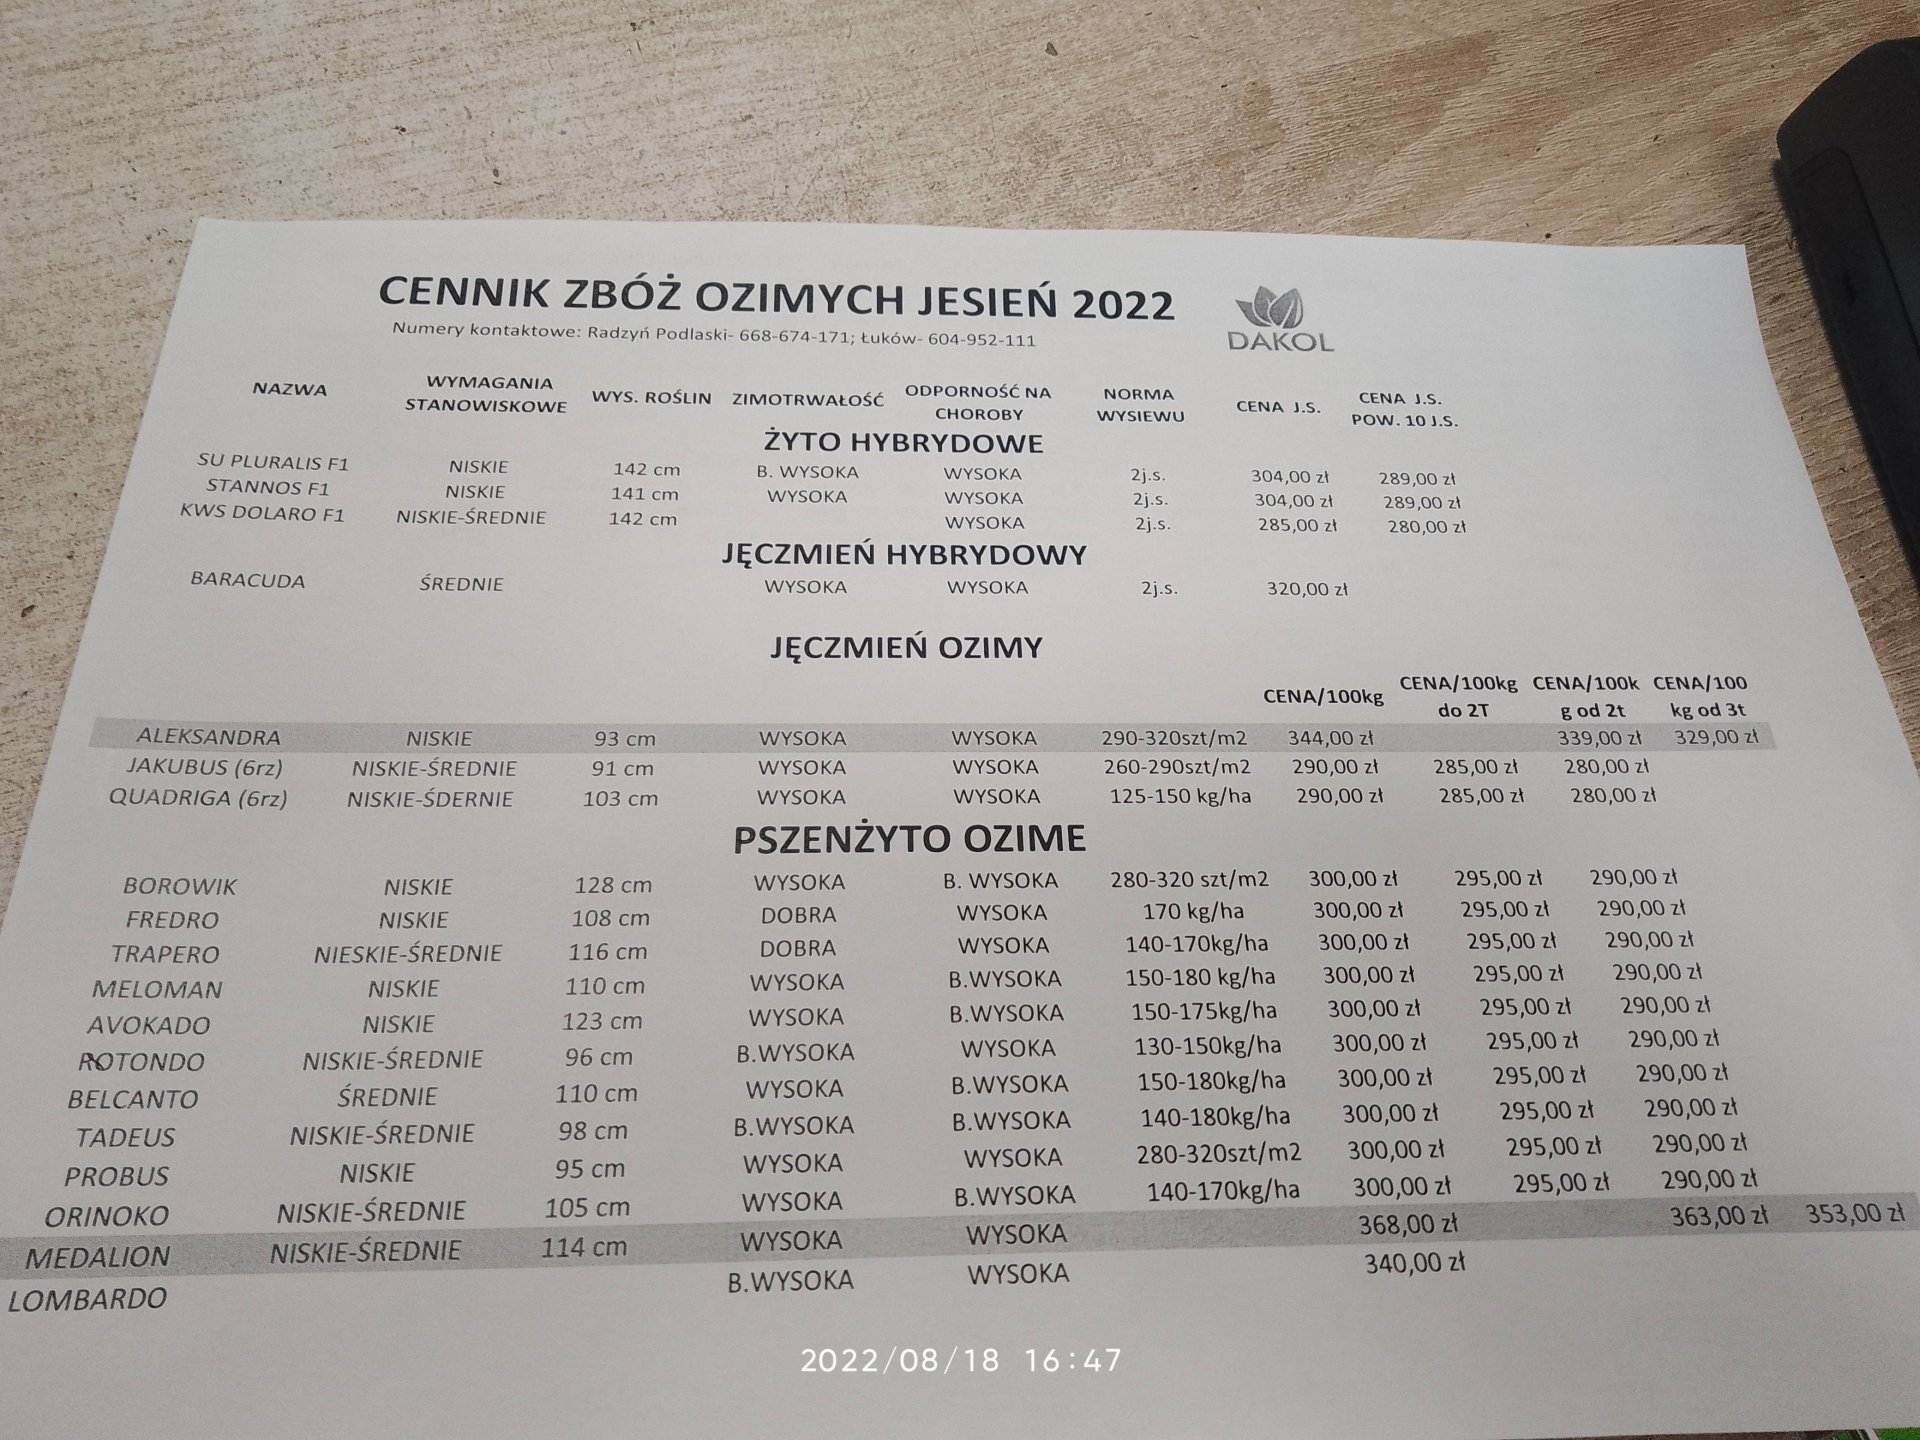 CENNIK ZBÓŻ OZIMYCH JESIEŃ 2022
Numery kontaktowe: Radzyń Podlaski- 668-674-171; Łuków- 604-952-111
DAKOL
NAZWA WYMAGANIA STANOWISKOWE WYS. ROŚLIN ZIMOTRWAŁOŚĆ ODPORNOŚĆ NA CHOROBY NORMA WYSIEWU CENA J.S. CENA J.S. POW. 10 J.S.
ŻYTO HYBRYDOWE
SU PLURALIS F1 NISKIE 142 cm B. WYSOKA WYSOKA 2j.s. 304,00 zł 289,00 zł
STANNOS F1 NISKIE 141 cm WYSOKA WYSOKA 2j.s. 304,00 zł 289,00 zł
KWS DOLARO F1 NISKIE-ŚREDNIE 142 cm WYSOKA 2j.s. 285,00 zł 280,00 zł
JĘCZMIEŃ HYBRYDOWY
BARACUDA ŚREDNIE WYSOKA WYSOKA 2j.s. 320,00 zł
JĘCZMIEŃ OZIMY
CENA/100kg CENA/100kg do 2T CENA/100k g od 2t CENA/100 kg od 3t
ALEKSANDRA NISKIE 93 cm WYSOKA WYSOKA 290-320szt/m2 344,00 zł 339,00 zł 329,00 zł
JAKUBUS (6rz) NISKIE-ŚREDNIE 91 cm WYSOKA WYSOKA 260-290szt/m2 290,00 zł 285,00 zł 280,00 zł
QUADRIGA (6rz) NISKIE-ŚDERNIE 103 cm WYSOKA WYSOKA 125-150 kg/ha 290,00 zł 285,00 zł 280,00 zł
PSZENŻYTO OZIME
BOROWIK NISKIE 128 cm WYSOKA B. WYSOKA 280-320 szt/m2 300,00 zł 295,00 zł 290,00 zł
FREDRO NISKIE 108 cm DOBRA WYSOKA 170 kg/ha 300,00 zł 295,00 zł 290,00 zł
TRAPERO NIESKIE-ŚREDNIE 116 cm DOBRA WYSOKA 140-170kg/ha 300,00 zł 295,00 zł 290,00 zł
MELOMAN NISKIE 110 cm WYSOKA B.WYSOKA 150-180 kg/ha 300,00 zł 295,00 zł 290,00 zł
AVOKADO NISKIE 123 cm WYSOKA B.WYSOKA 150-175kg/ha 300,00 zł 295,00 zł 290,00 zł
ROTONDO NISKIE-ŚREDNIE 96 cm B.WYSOKA WYSOKA 130-150kg/ha 300,00 zł 295,00 zł 290,00 zł
BELCANTO ŚREDNIE 110 cm WYSOKA B.WYSOKA 150-180kg/ha 300,00 zł 295,00 zł 290,00 zł
TADEUS NISKIE-ŚREDNIE 98 cm B.WYSOKA B.WYSOKA 140-180kg/ha 300,00 zł 295,00 zł 290,00 zł
PROBUS NISKIE 95 cm WYSOKA WYSOKA 280-320szt/m2 300,00 zł 295,00 zł 290,00 zł
ORINOKO NISKIE-ŚREDNIE 105 cm WYSOKA B.WYSOKA 140-170kg/ha 300,00 zł 295,00 zł 290,00 zł
MEDALION NISKIE-ŚREDNIE 114 cm WYSOKA WYSOKA 368,00 zł 363,00 zł 353,00 zł
LOMBARDO B.WYSOKA WYSOKA 340,00 zł
2022/08/18 16:47